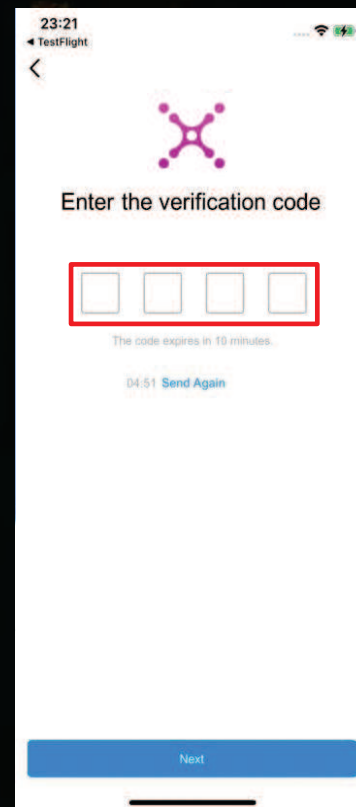 23:21
◀ TestFlight
Enter the verification code
The code expires in 10 minutes.
04:51 Send Again
Next